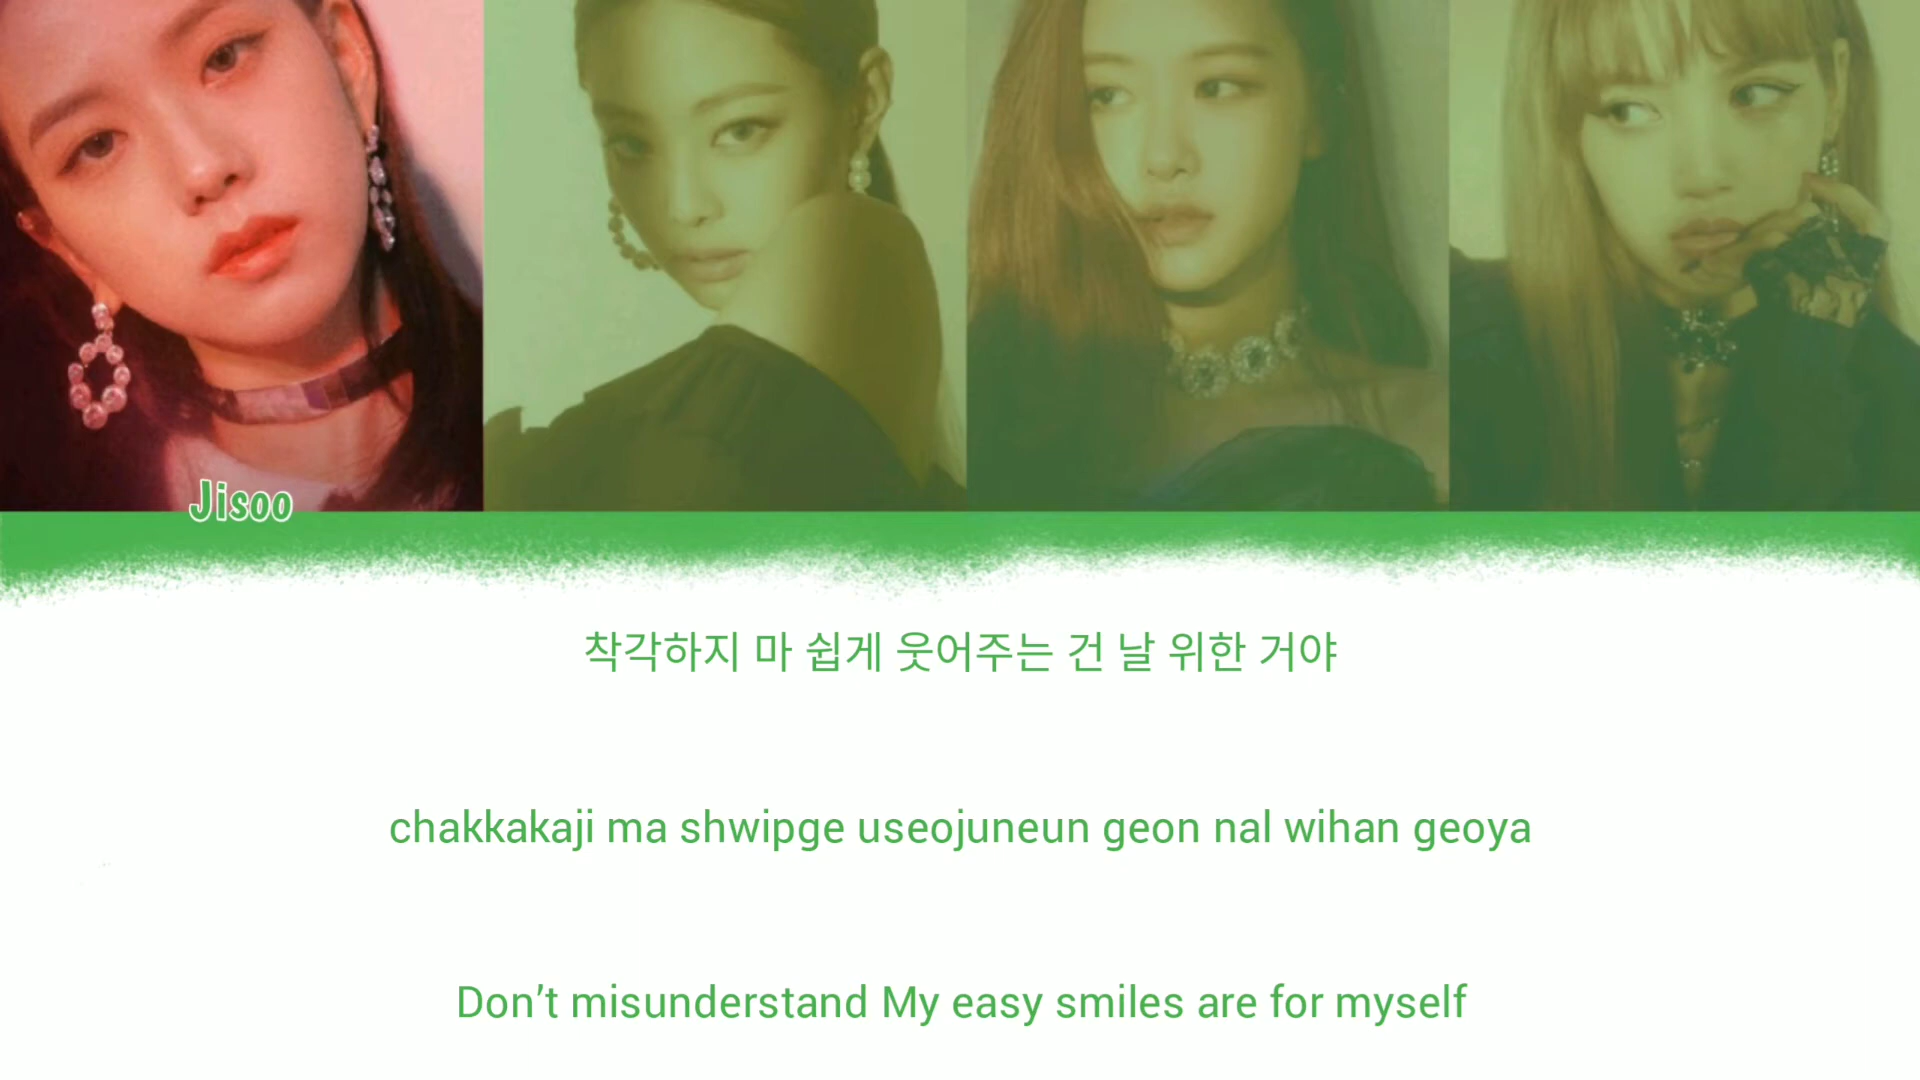 Jisoo
착각하지 마 쉽게 웃어주는 건 날 위한 거야
chakkakaji ma shwipge useojuneun geon nal wihan geoya
Don’t misunderstand My easy smiles are for myself